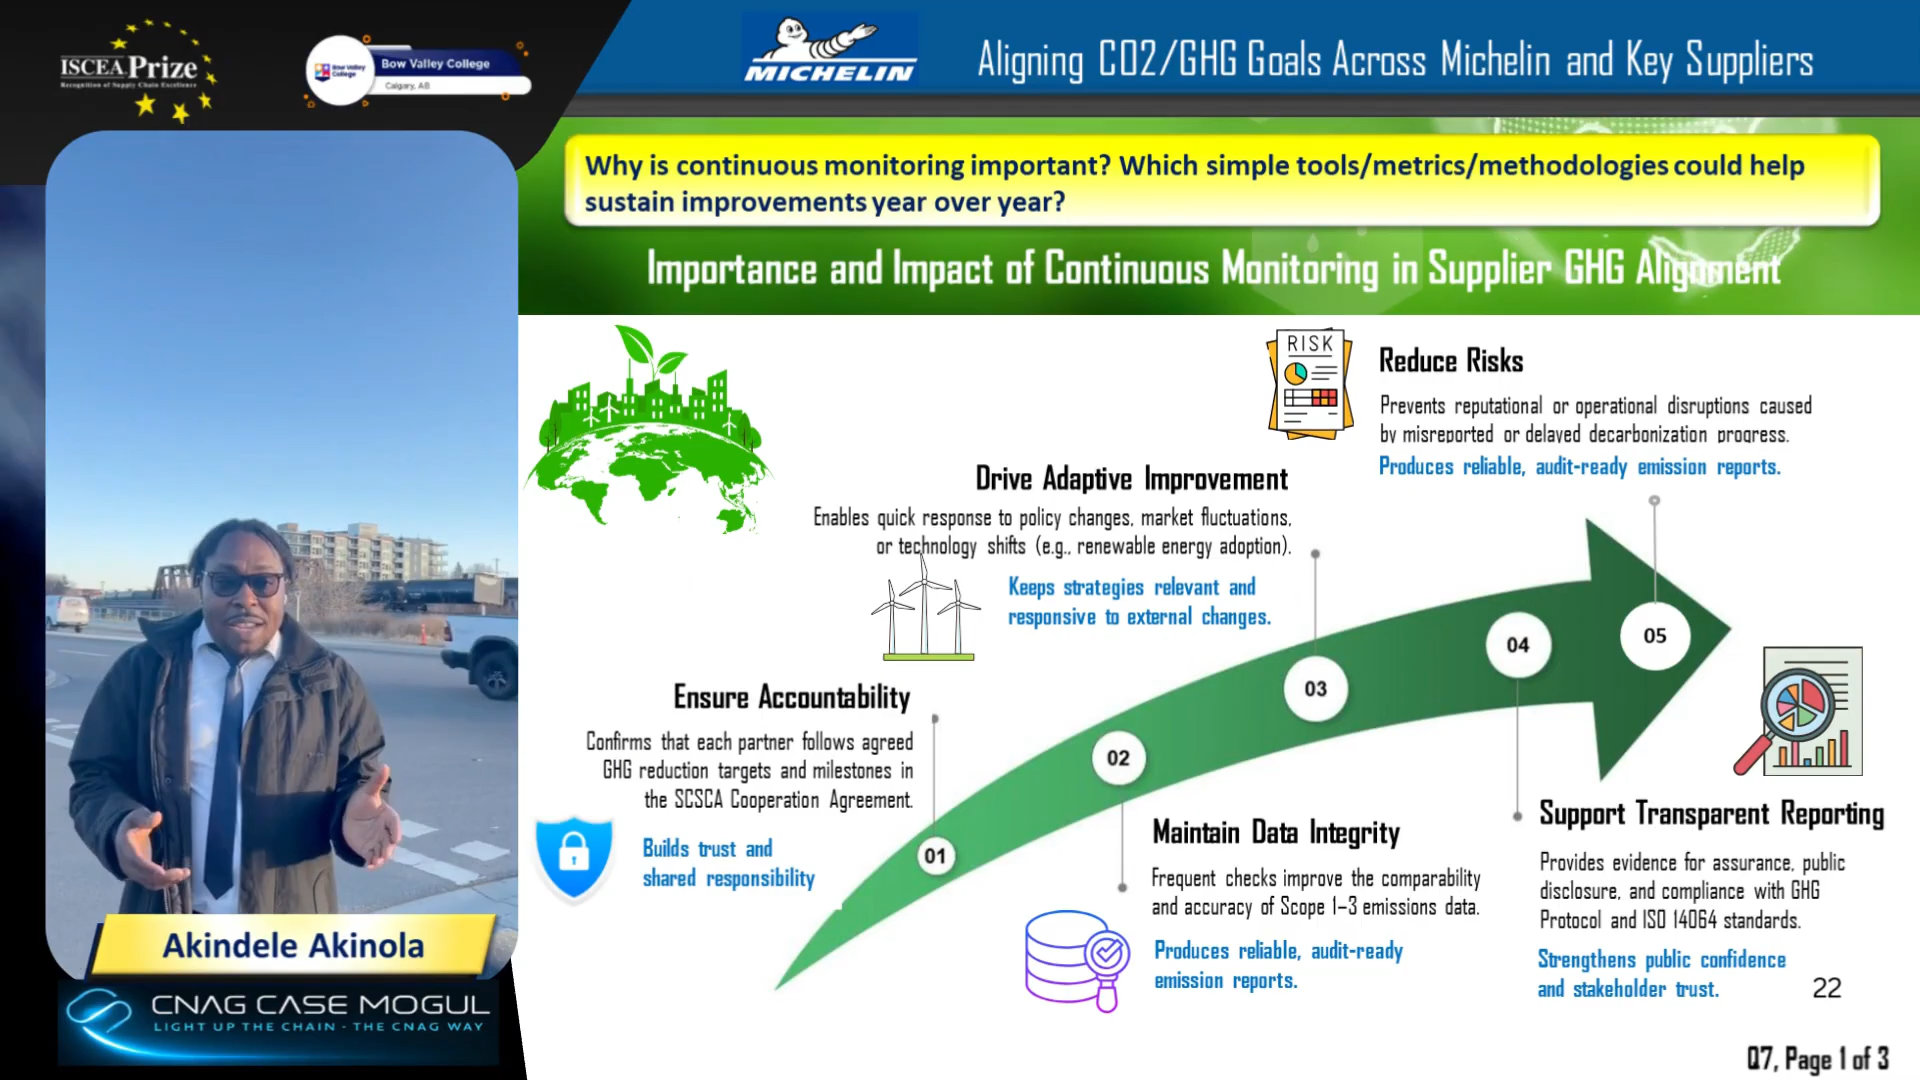 ISCEA Prize
Recognition of Supply Chain Excellence
Bow Valley College
Bow Valley College
Calgary, AB
MICHELIN
Aligning CO2/GHG Goals Across Michelin and Key Suppliers
Why is continuous monitoring important? Which simple tools/metrics/methodologies could help
sustain improvements year over year?
Importance and Impact of Continuous Monitoring in Supplier GHG Alignment
RISK
Reduce Risks
Prevents reputational or operational disruptions caused
by misreported or delayed decarbonization progress.
Produces reliable, audit-ready emission reports.
Drive Adaptive Improvement
Enables quick response to policy changes, market fluctuations,
or technology shifts (e.g., renewable energy adoption).
Keeps strategies relevant and
responsive to external changes.
Ensure Accountability
Confirms that each partner follows agreed
GHG reduction targets and milestones in
the SCSCA Cooperation Agreement.
Builds trust and
shared responsibility
01
02
03
04
05
Maintain Data Integrity
Frequent checks improve the comparability
and accuracy of Scope 1–3 emissions data.
Produces reliable, audit-ready
emission reports.
Support Transparent Reporting
Provides evidence for assurance, public
disclosure, and compliance with GHG
Protocol and ISO 14064 standards.
Strengthens public confidence
and stakeholder trust.
22
Q7, Page 1 of 3
Akindele Akinola
CNAG CASE MOGUL
LIGHT UP THE CHAIN - THE CNAG WAY